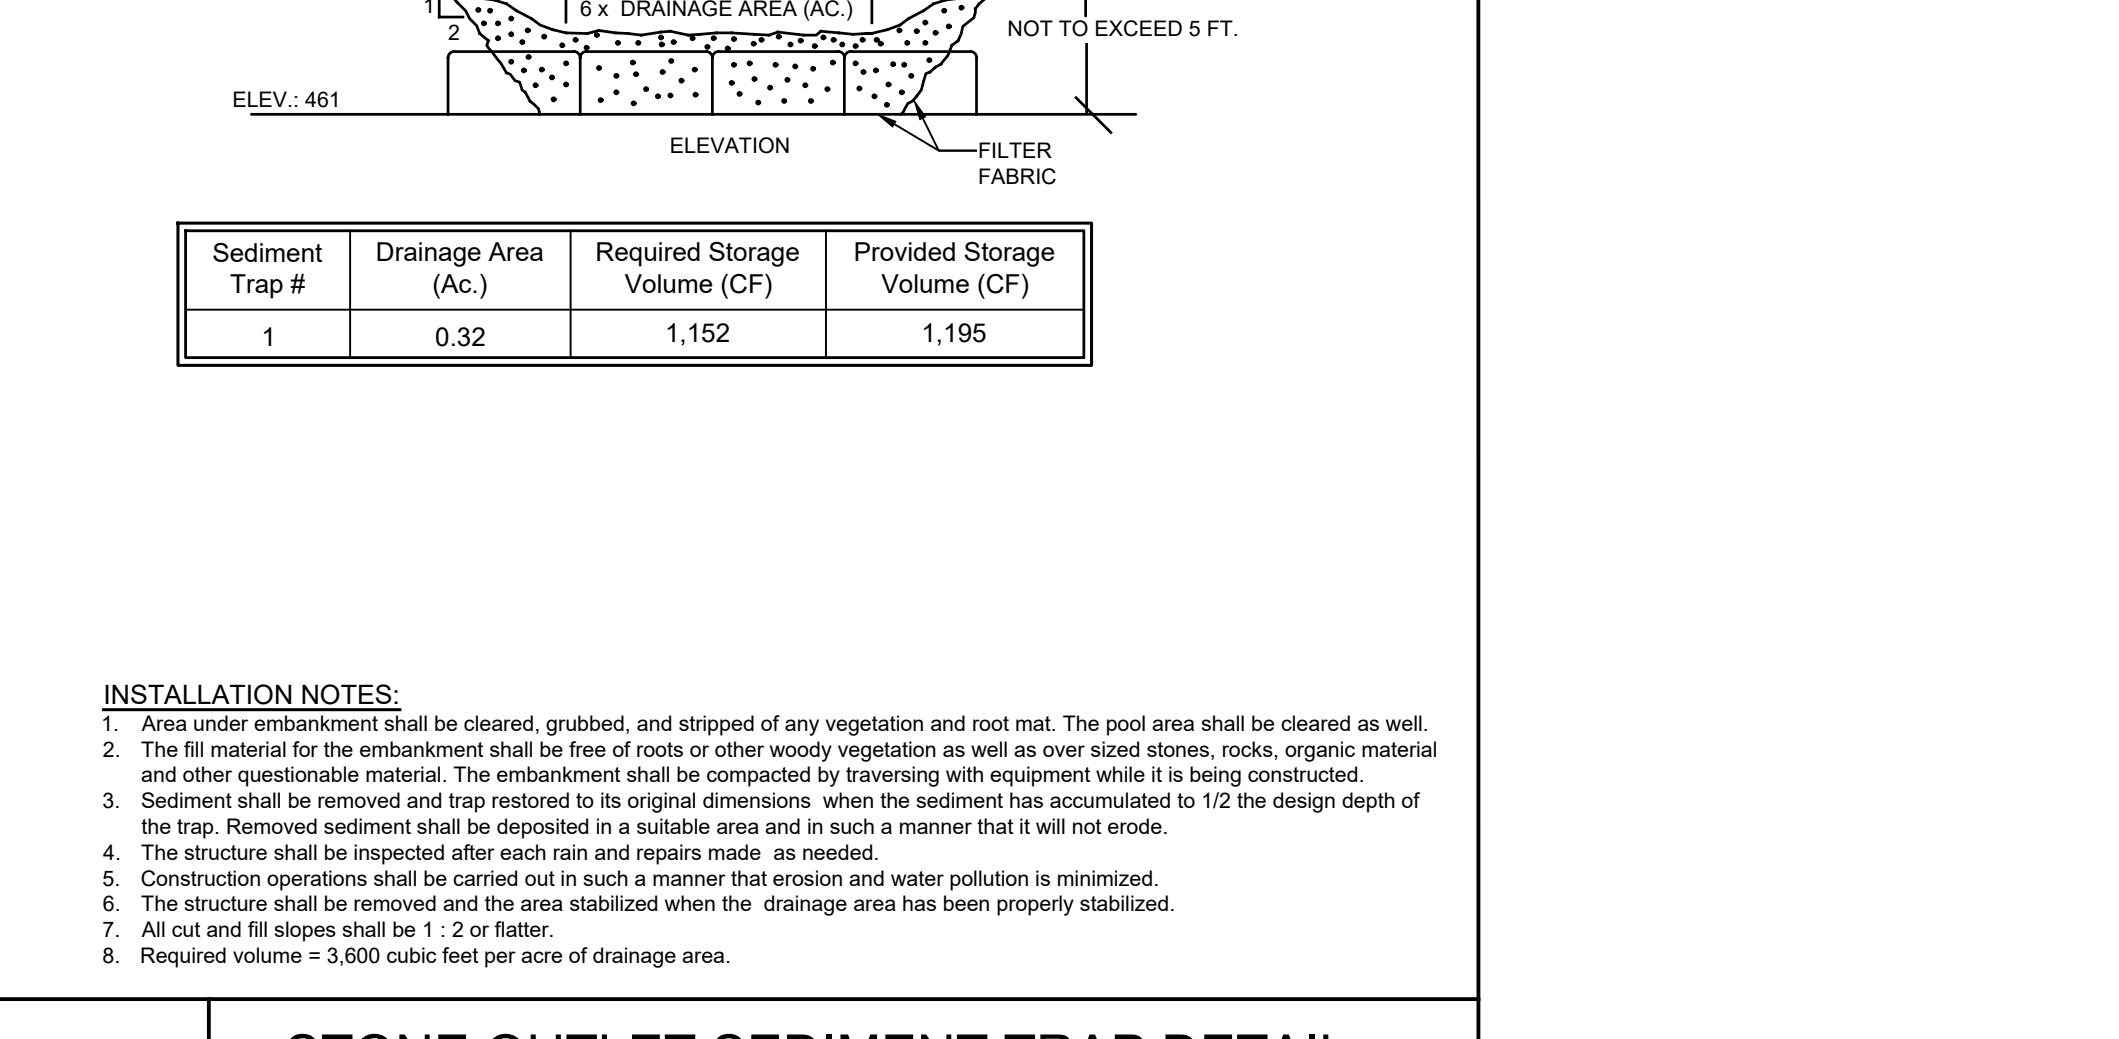 1
6 x DRAINAGE AREA (AC.)
2
NOT TO EXCEED 5 FT.
ELEV.: 461
ELEVATION
FILTER
FABRIC
Sediment Trap # | Drainage Area (Ac.) | Required Storage Volume (CF) | Provided Storage Volume (CF)
1 | 0.32 | 1,152 | 1,195
INSTALLATION NOTES:
1. Area under embankment shall be cleared, grubbed, and stripped of any vegetation and root mat. The pool area shall be cleared as well.
2. The fill material for the embankment shall be free of roots or other woody vegetation as well as over sized stones, rocks, organic material
and other questionable material. The embankment shall be compacted by traversing with equipment while it is being constructed.
3. Sediment shall be removed and trap restored to its original dimensions when the sediment has accumulated to 1/2 the design depth of
the trap. Removed sediment shall be deposited in a suitable area and in such a manner that it will not erode.
4. The structure shall be inspected after each rain and repairs made as needed.
5. Construction operations shall be carried out in such a manner that erosion and water pollution is minimized.
6. The structure shall be removed and the area stabilized when the drainage area has been properly stabilized.
7. All cut and fill slopes shall be 1 : 2 or flatter.
8. Required volume = 3,600 cubic feet per acre of drainage area.
STONE OUTLET SEDIMENT TRAP DETAIL